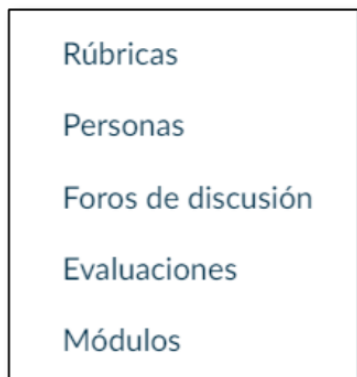 Rúbricas
Personas
Foros de discusión
Evaluaciones
Módulos